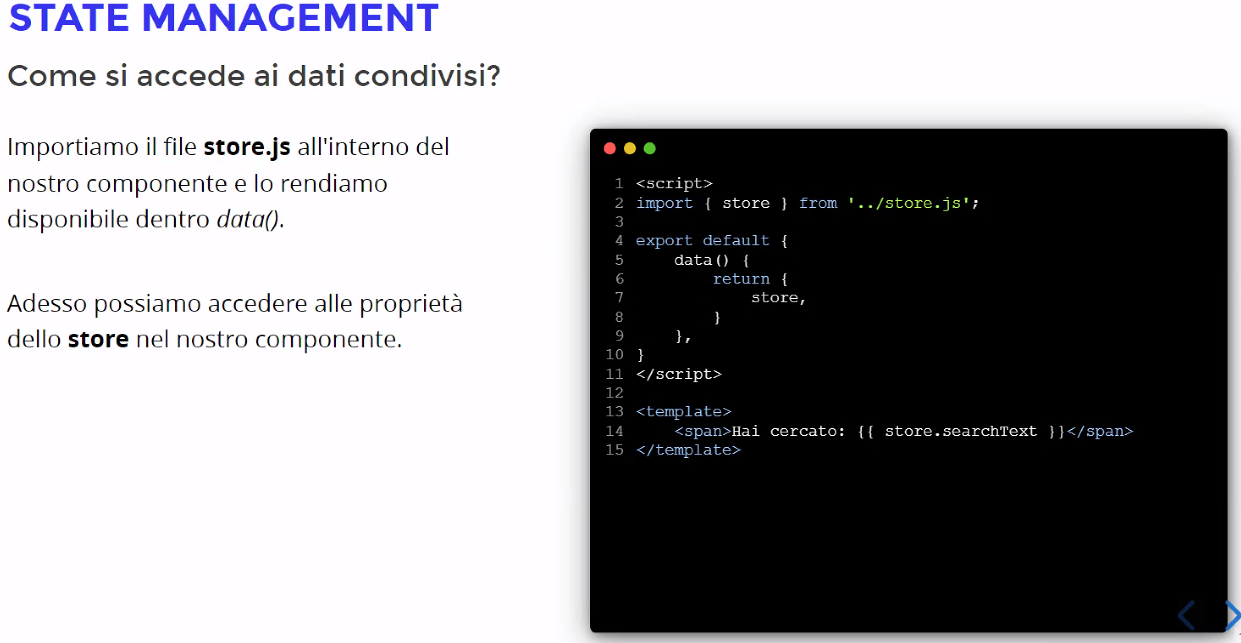 STATE MANAGEMENT
Come si accede ai dati condivisi?
Importiamo il file store.js all'interno del
nostro componente e lo rendiamo
disponibile dentro data().
Adesso possiamo accedere alle proprietà
dello store nel nostro componente.
1 <script>
2 import { store } from '../store.js';
3
4 export default {
5     data() {
6         return {
7             store,
8         }
9     },
10 }
11 </script>
12
13 <template>
14     <span>Hai cercato: {{ store.searchText }}</span>
15 </template>